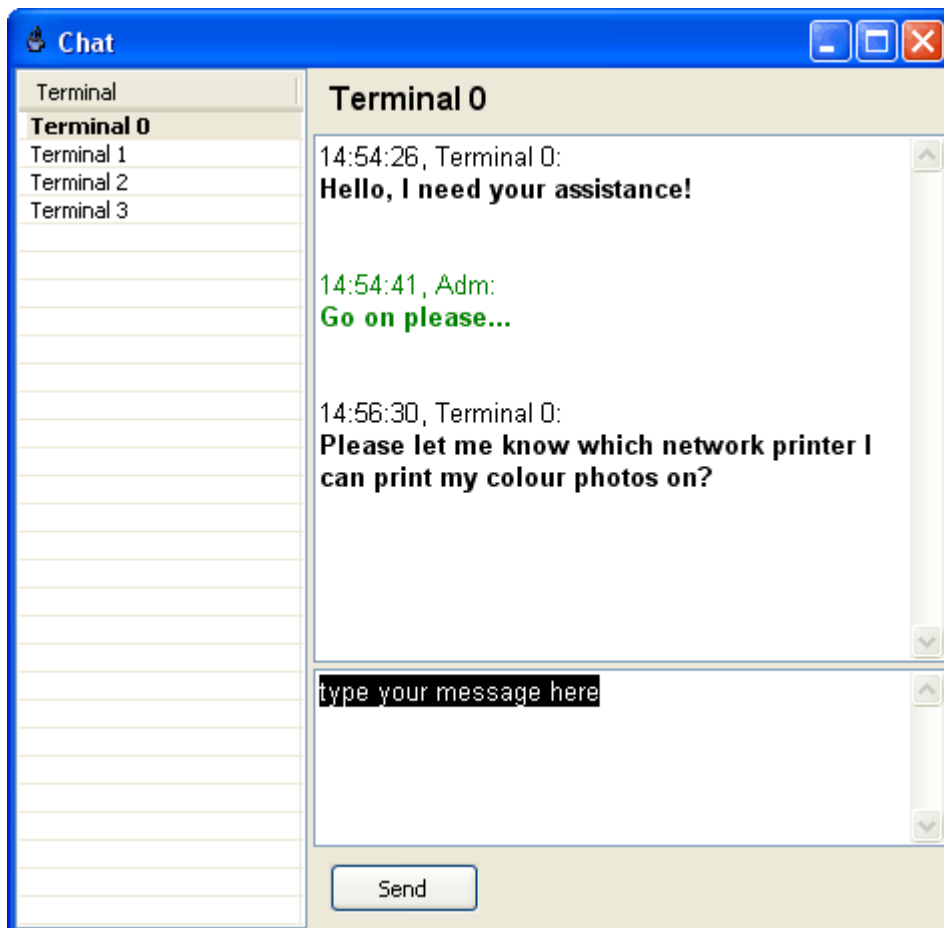 Chat
Terminal
Terminal 0
Terminal 1
Terminal 2
Terminal 3
Terminal 0
14:54:26, Terminal 0:
Hello, I need your assistance!
14:54:41, Adm:
Go on please...
14:56:30, Terminal 0:
Please let me know which network printer I
can print my colour photos on?
type your message here
Send